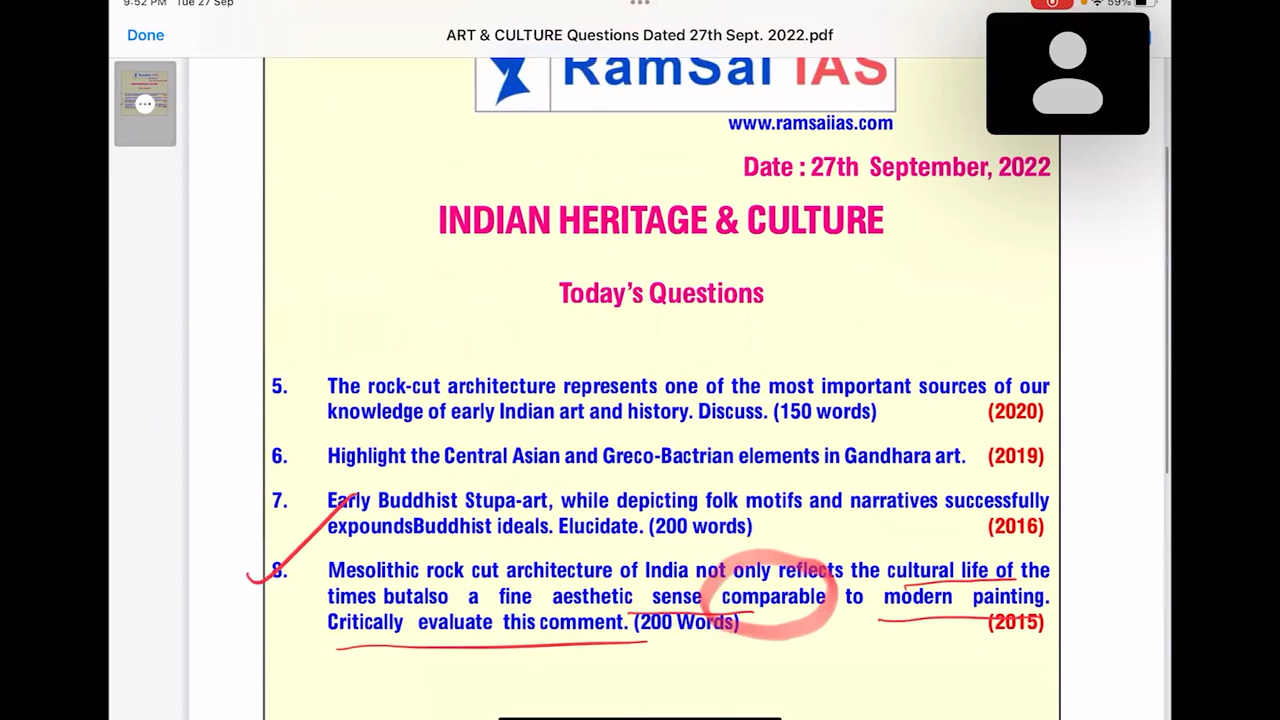 9:52 PM Tue 27 Sep
59%
Done
ART & CULTURE Questions Dated 27th Sept. 2022.pdf
RamSai IAS
www.ramsaiias.com
Date : 27th September, 2022
INDIAN HERITAGE & CULTURE
Today's Questions
5. The rock-cut architecture represents one of the most important sources of our
knowledge of early Indian art and history. Discuss. (150 words) (2020)
6. Highlight the Central Asian and Greco-Bactrian elements in Gandhara art. (2019)
7. Early Buddhist Stupa-art, while depicting folk motifs and narratives successfully
expoundsBuddhist ideals. Elucidate. (200 words) (2016)
8. Mesolithic rock cut architecture of India not only reflects the cultural life of the
times butalso a fine aesthetic sense comparable to modern painting.
Critically evaluate this comment. (200 Words) (2015)